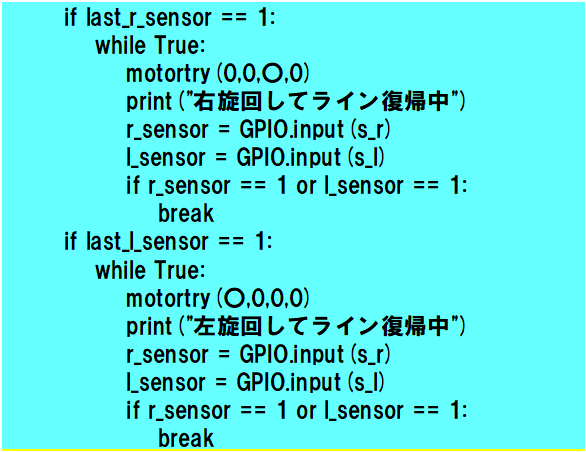 if last_r_sensor == 1:
while True:
motortry(0,0,〇,0)
print("右旋回してライン復帰中")
r_sensor = GPIO.input(s_r)
l_sensor = GPIO.input(s_l)
if r_sensor == 1 or l_sensor == 1:
break
if last_l_sensor == 1:
while True:
motortry(〇,0,0,0)
print("左旋回してライン復帰中")
r_sensor = GPIO.input(s_r)
l_sensor = GPIO.input(s_l)
if r_sensor == 1 or l_sensor == 1:
break